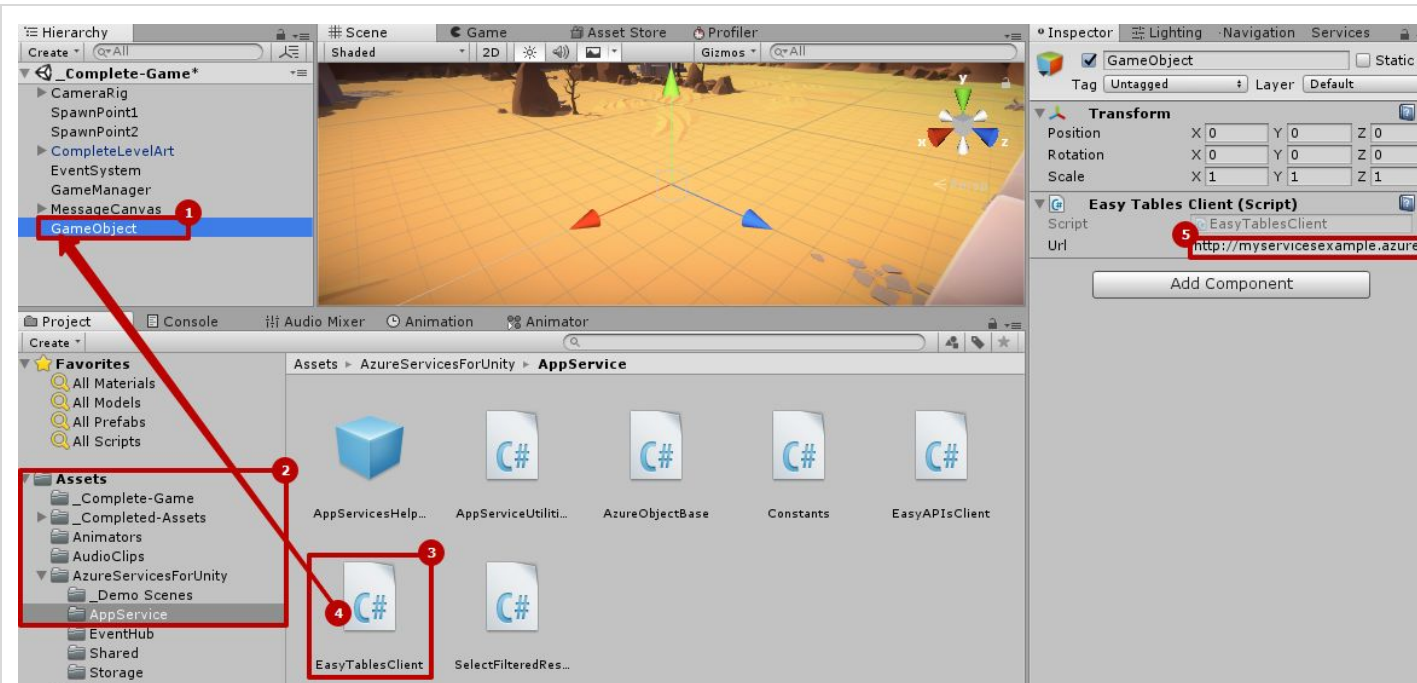 Hierarchy
Create All
_Complete-Game*
CameraRig
SpawnPoint1
SpawnPoint2
CompleteLevelArt
EventSystem
GameManager
MessageCanvas
1
GameObject
Scene Game Asset Store Profiler
Shaded 2D Gizmos All
y
x z
Persp
Inspector Lighting Navigation Services
GameObject Static
Tag Untagged Layer Default
Transform
Position X 0 Y 0 Z 0
Rotation X 0 Y 0 Z 0
Scale X 1 Y 1 Z 1
Easy Tables Client (Script)
Script EasyTablesClient
5
Url http://myservicesexample.azure
Add Component
Project Console Audio Mixer Animation Animator
Create
Favorites
All Materials
All Models
All Prefabs
All Scripts
2
Assets
_Complete-Game
_Completed-Assets
Animators
AudioClips
AzureServicesForUnity
_Demo Scenes
AppService
EventHub
Shared
Storage
Assets AzureServicesForUnity AppService
C# C# C# C#
AppServicesHelp... AppServiceUtiliti... AzureObjectBase Constants EasyAPIsClient
3
4 C# C#
EasyTablesClient SelectFilteredRes...